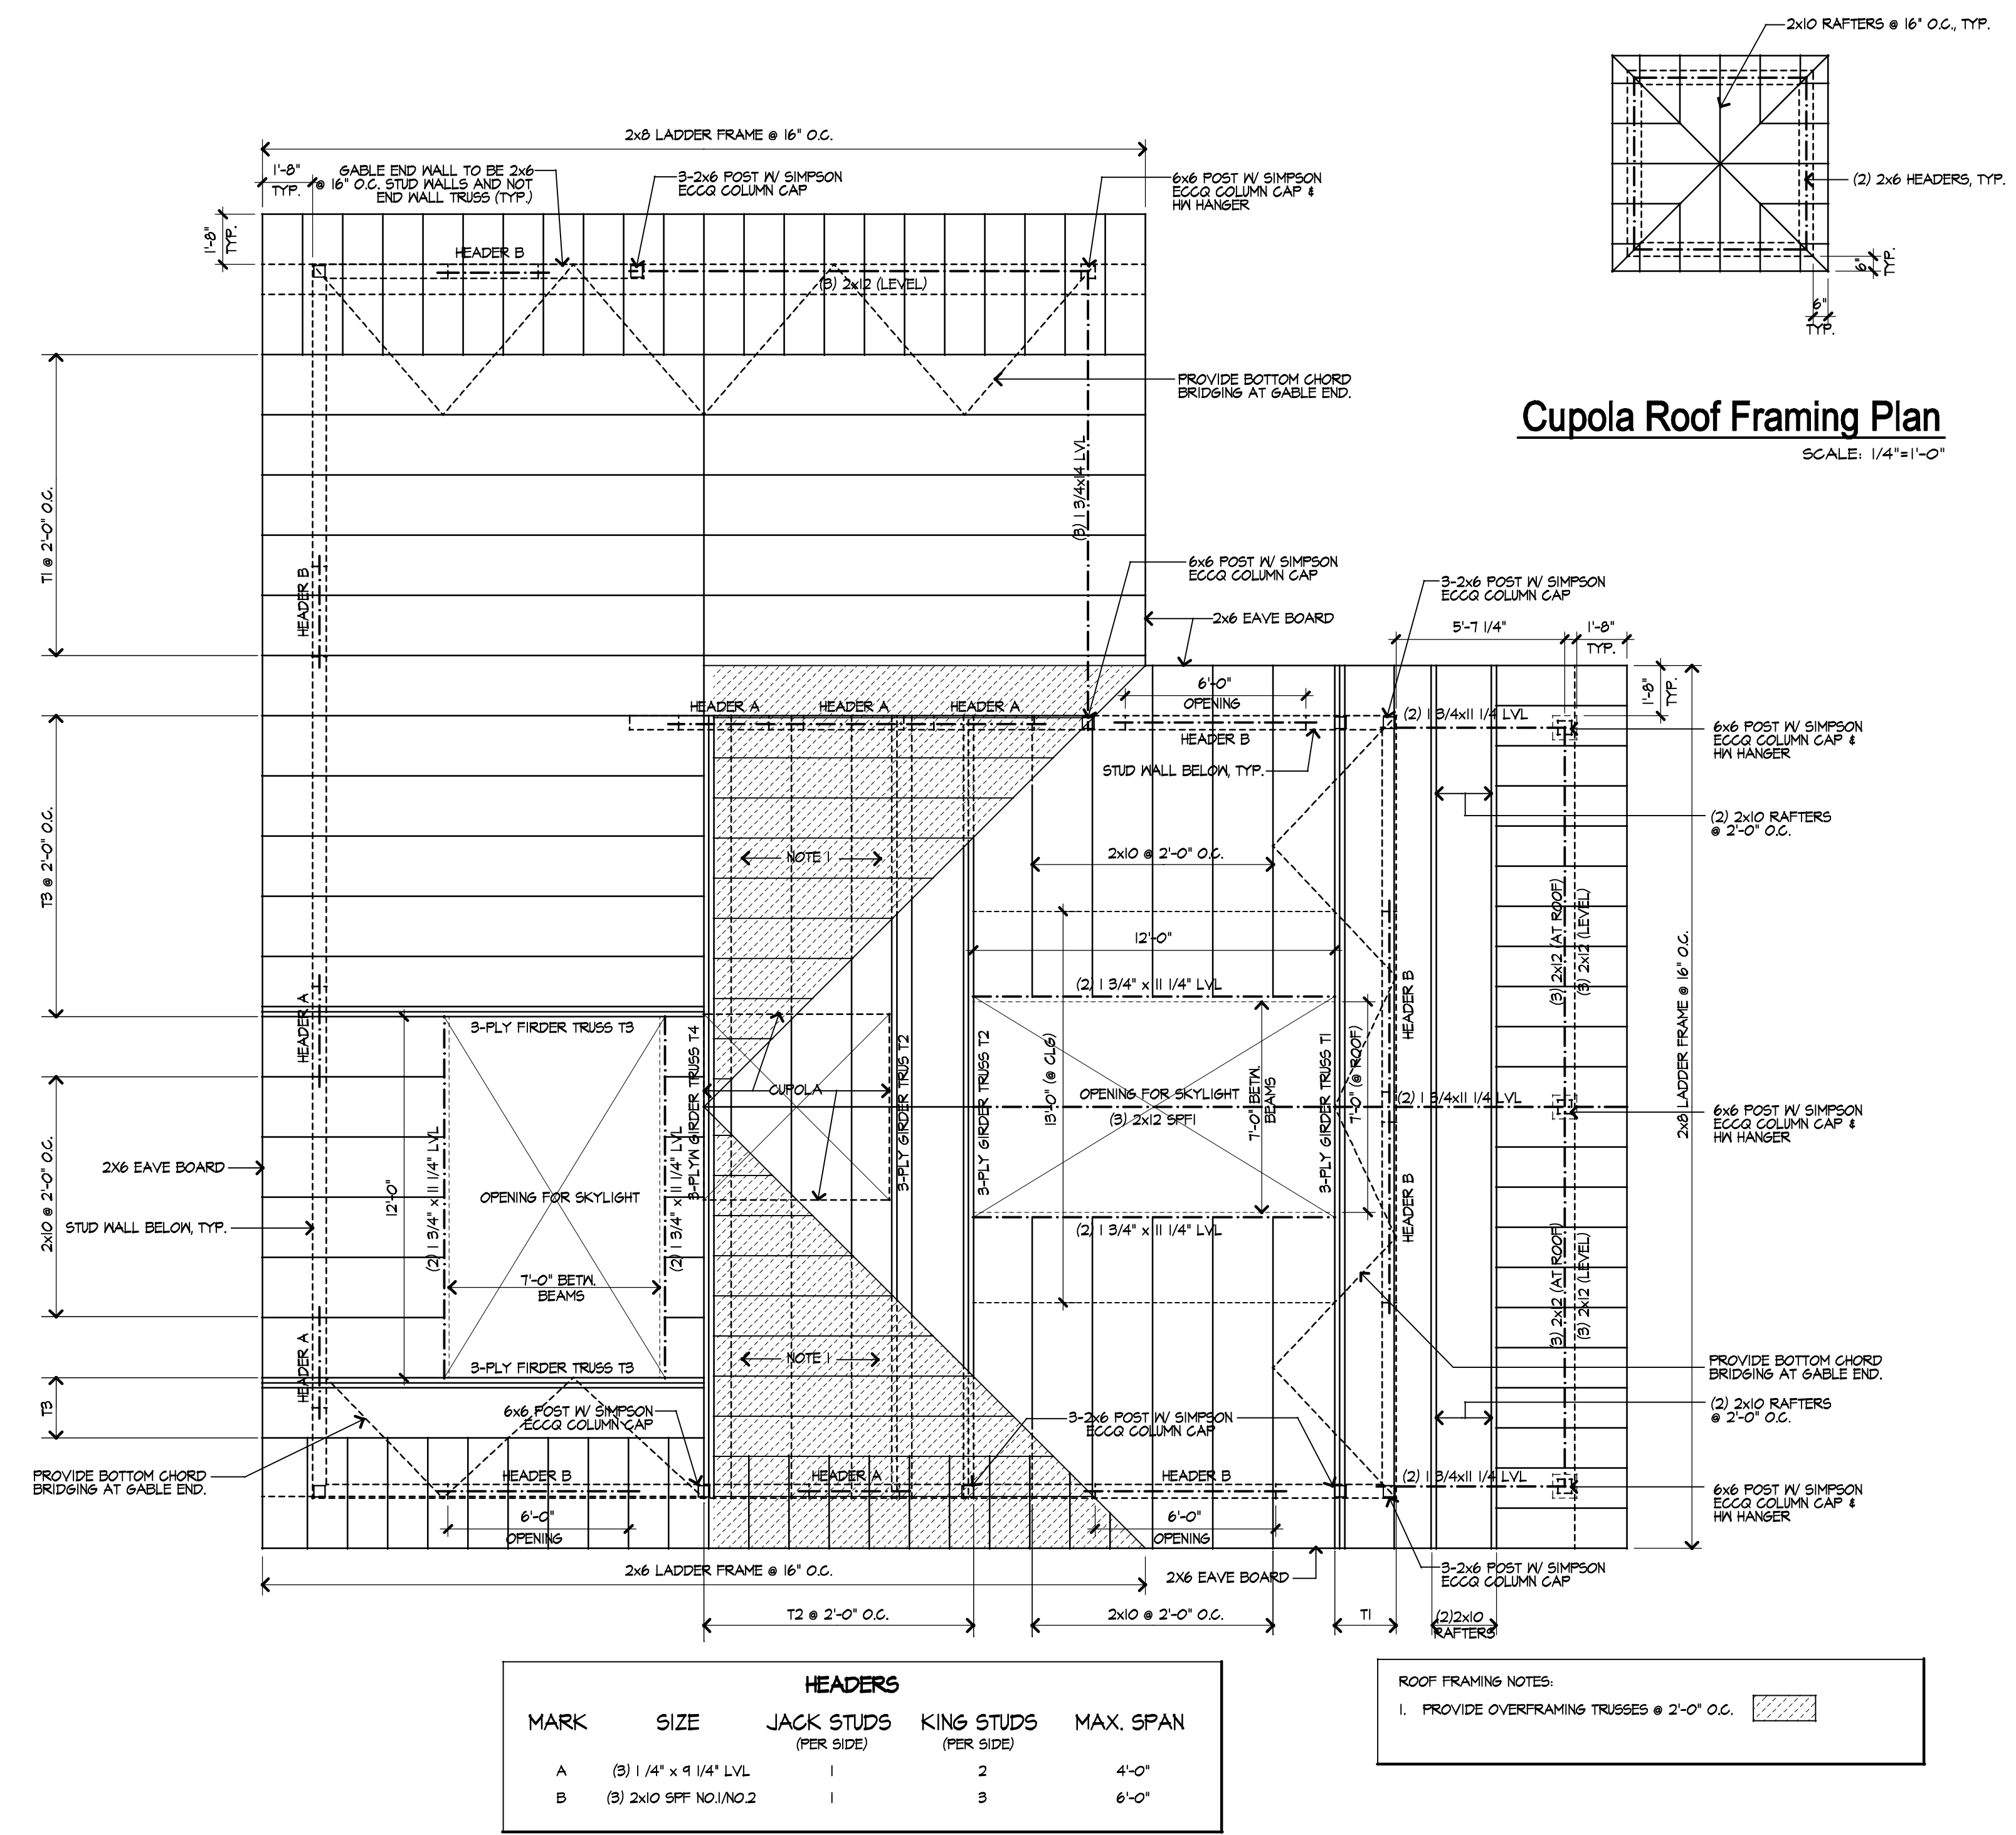 2x10 RAFTERS @ 16" O.C., TYP.
(2) 2x6 HEADERS, TYP.
6"
TYP.
6"
TYP.
Cupola Roof Framing Plan
SCALE: 1/4"=1'-0"
2x8 LADDER FRAME @ 16" O.C.
1'-8"
TYP.
GABLE END WALL TO BE 2x6
@ 16" O.C. STUD WALLS AND NOT
END WALL TRUSS (TYP.)
3-2x6 POST W/ SIMPSON
ECCQ COLUMN CAP
6x6 POST W/ SIMPSON
ECCQ COLUMN CAP &
HW HANGER
1'-8"
TYP.
HEADER B
(3) 2x12 (LEVEL)
PROVIDE BOTTOM CHORD
BRIDGING AT GABLE END.
(3) 1 3/4x14 LVL
T1 @ 2'-0" O.C.
HEADER B
6x6 POST W/ SIMPSON
ECCQ COLUMN CAP
3-2x6 POST W/ SIMPSON
ECCQ COLUMN CAP
2x6 EAVE BOARD
5'-7 1/4"
1'-8"
TYP.
1'-8"
TYP.
6'-0"
OPENING
HEADER A
HEADER A
HEADER A
HEADER B
(2) 1 3/4x11 1/4 LVL
6x6 POST W/ SIMPSON
ECCQ COLUMN CAP &
HW HANGER
STUD WALL BELOW, TYP.
(2) 2x10 RAFTERS
@ 2'-0" O.C.
T3 @ 2'-0" O.C.
NOTE 1
2x10 @ 2'-0" O.C.
12'-0"
(3) 2x12 (AT ROOF)
(3) 2x12 (LEVEL)
2x8 LADDER FRAME @ 16" O.C.
HEADER A
(2) 1 3/4" x 11 1/4" LVL
HEADER B
3-PLY FIRDER TRUSS T3
3-PLYW GIRDER TRUSS T4
3-PLY GIRDER TRUS T2
3-PLY GIRDER TRUSS T2
13'-0" (@ CLG)
OPENING FOR SKYLIGHT
(3) 2x12 SPF1
7'-0" BETW.
BEAMS
3-PLY GIRDER TRUSS T1
7'-0" (@ ROOF)
CUPOLA
(2) 1 3/4x11 1/4 LVL
6x6 POST W/ SIMPSON
ECCQ COLUMN CAP &
HW HANGER
2x10 @ 2'-0" O.C.
2X6 EAVE BOARD
STUD WALL BELOW, TYP.
12'-0"
(2) 1 3/4" x 11 1/4" LVL
OPENING FOR SKYLIGHT
(2) 1 3/4" x 11 1/4" LVL
7'-0" BETW.
BEAMS
(2) 1 3/4" x 11 1/4" LVL
HEADER B
(3) 2x12 (AT ROOF)
(3) 2x12 (LEVEL)
HEADER A
3-PLY FIRDER TRUSS T3
NOTE 1
PROVIDE BOTTOM CHORD
BRIDGING AT GABLE END.
(2) 2x10 RAFTERS
@ 2'-0" O.C.
T3
6x6 POST W/ SIMPSON
ECCQ COLUMN CAP
3-2x6 POST W/ SIMPSON
ECCQ COLUMN CAP
PROVIDE BOTTOM CHORD
BRIDGING AT GABLE END.
HEADER B
HEADER A
HEADER B
(2) 1 3/4x11 1/4 LVL
6x6 POST W/ SIMPSON
ECCQ COLUMN CAP &
HW HANGER
6'-0"
OPENING
6'-0"
OPENING
2x6 LADDER FRAME @ 16" O.C.
2X6 EAVE BOARD
3-2x6 POST W/ SIMPSON
ECCQ COLUMN CAP
T2 @ 2'-0" O.C.
2x10 @ 2'-0" O.C.
T1
(2)2x10
RAFTERS
HEADERS
MARK SIZE JACK STUDS KING STUDS MAX. SPAN
(PER SIDE) (PER SIDE)
A (3) 1 /4" x 9 1/4" LVL 1 2 4'-0"
B (3) 2x10 SPF NO.1/NO.2 1 3 6'-0"
ROOF FRAMING NOTES:
1. PROVIDE OVERFRAMING TRUSSES @ 2'-0" O.C.